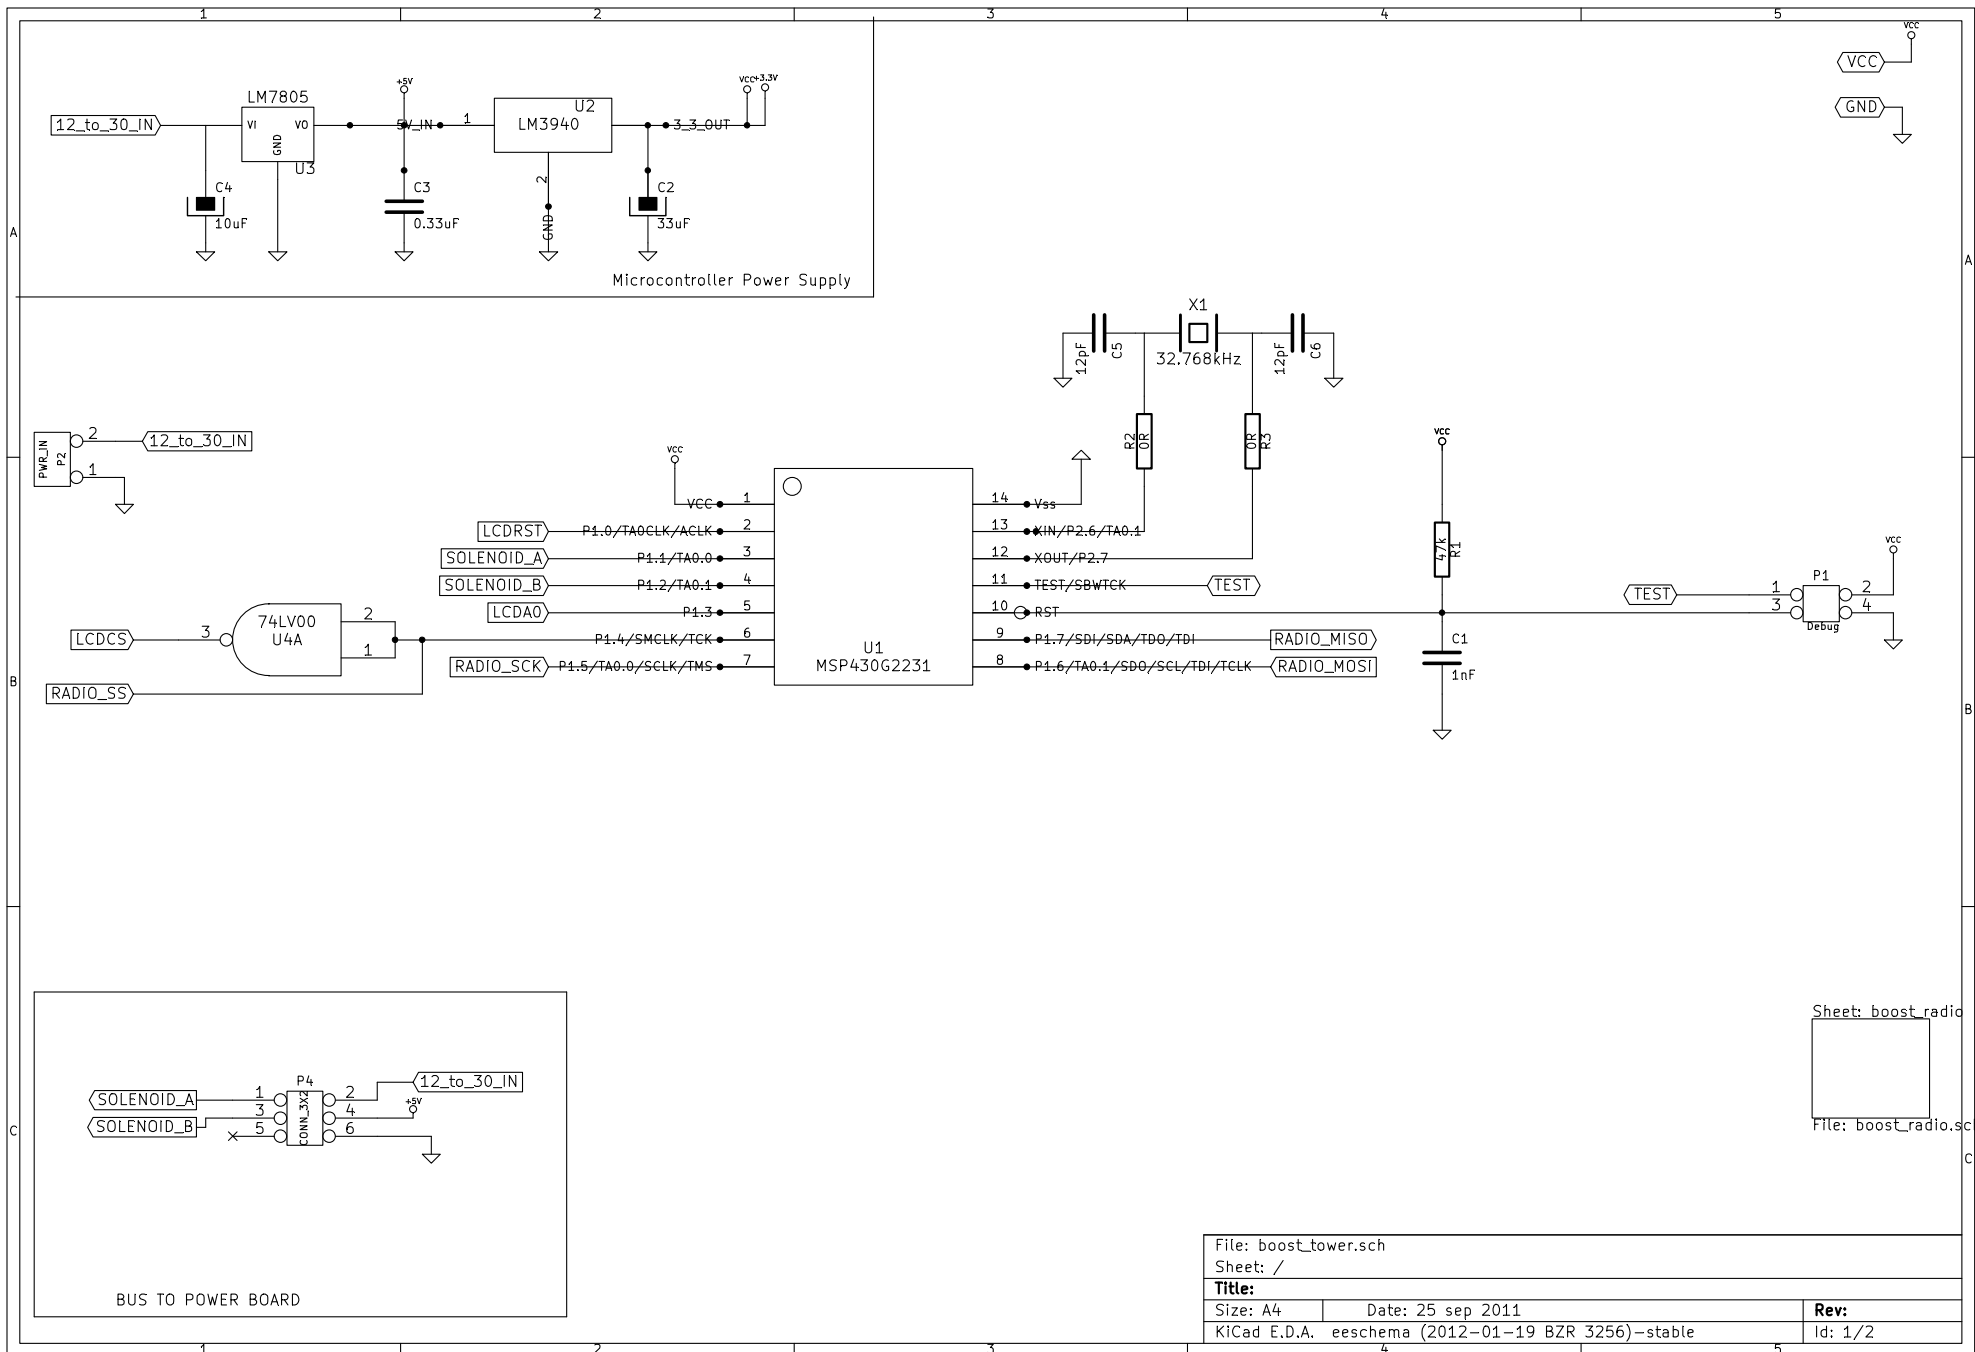 1 2 3 4 5
VCC
VCC
GND
A
A
LM7805
12_to_30_IN
VI VO
GND
U3
+5V
5V_IN
1
U2
LM3940
2
GND
VCC
+3.3V
3_3_OUT
C4
10uF
C3
0.33uF
C2
33uF
Microcontroller Power Supply
X1
32.768kHz
12pF
C5
12pF
C6
R2
0R
0R
R3
PWR_IN
P2
2
1
12_to_30_IN
VCC
VCC 1
LCDRST P1.0/TA0CLK/ACLK 2
SOLENOID_A P1.1/TA0.0 3
SOLENOID_B P1.2/TA0.1 4
LCDA0 P1.3 5
P1.4/SMCLK/TCK 6
RADIO_SCK P1.5/TA0.0/SCLK/TMS 7
U1
MSP430G2231
14 Vss
13 XIN/P2.6/TA0.1
12 XOUT/P2.7
11 TEST/SBWTCK TEST
10 RST
9 P1.7/SDI/SDA/TDO/TDI RADIO_MISO
8 P1.6/TA0.1/SDO/SCL/TDI/TCLK RADIO_MOSI
LCDCS 3
74LV00
U4A
2
1
RADIO_SS
VCC
47k
R1
C1
1nF
TEST
P1
1 2
3 4
Debug
VCC
B
B
SOLENOID_A
SOLENOID_B
P4
CONN_3X2
1 2
3 4
5 6
12_to_30_IN
+5V
BUS TO POWER BOARD
C
C
Sheet: boost_radio
File: boost_radio.sc
File: boost_tower.sch
Sheet: /
Title:
Size: A4 Date: 25 sep 2011 Rev:
KiCad E.D.A. eeschema (2012-01-19 BZR 3256)-stable Id: 1/2
1 2 3 4 5